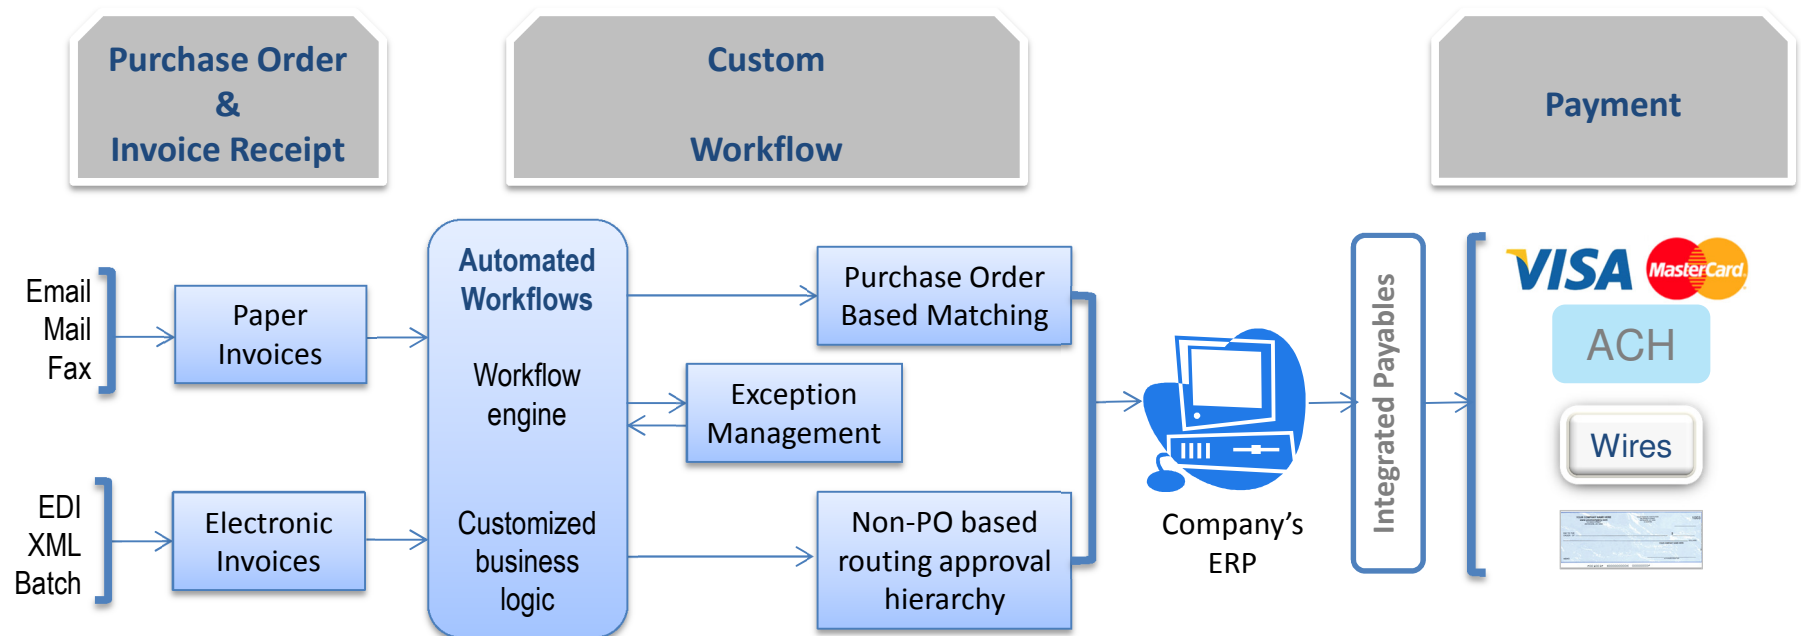 Purchase Order
&
Invoice Receipt
Custom
Workflow
Payment
Email
Mail
Fax
Paper
Invoices
EDI
XML
Batch
Electronic
Invoices
Automated
Workflows
Workflow
engine
Customized
business
logic
Purchase Order
Based Matching
Exception
Management
Non-PO based
routing approval
hierarchy
Company's
ERP
Integrated Payables
VISA
MasterCard
ACH
Wires